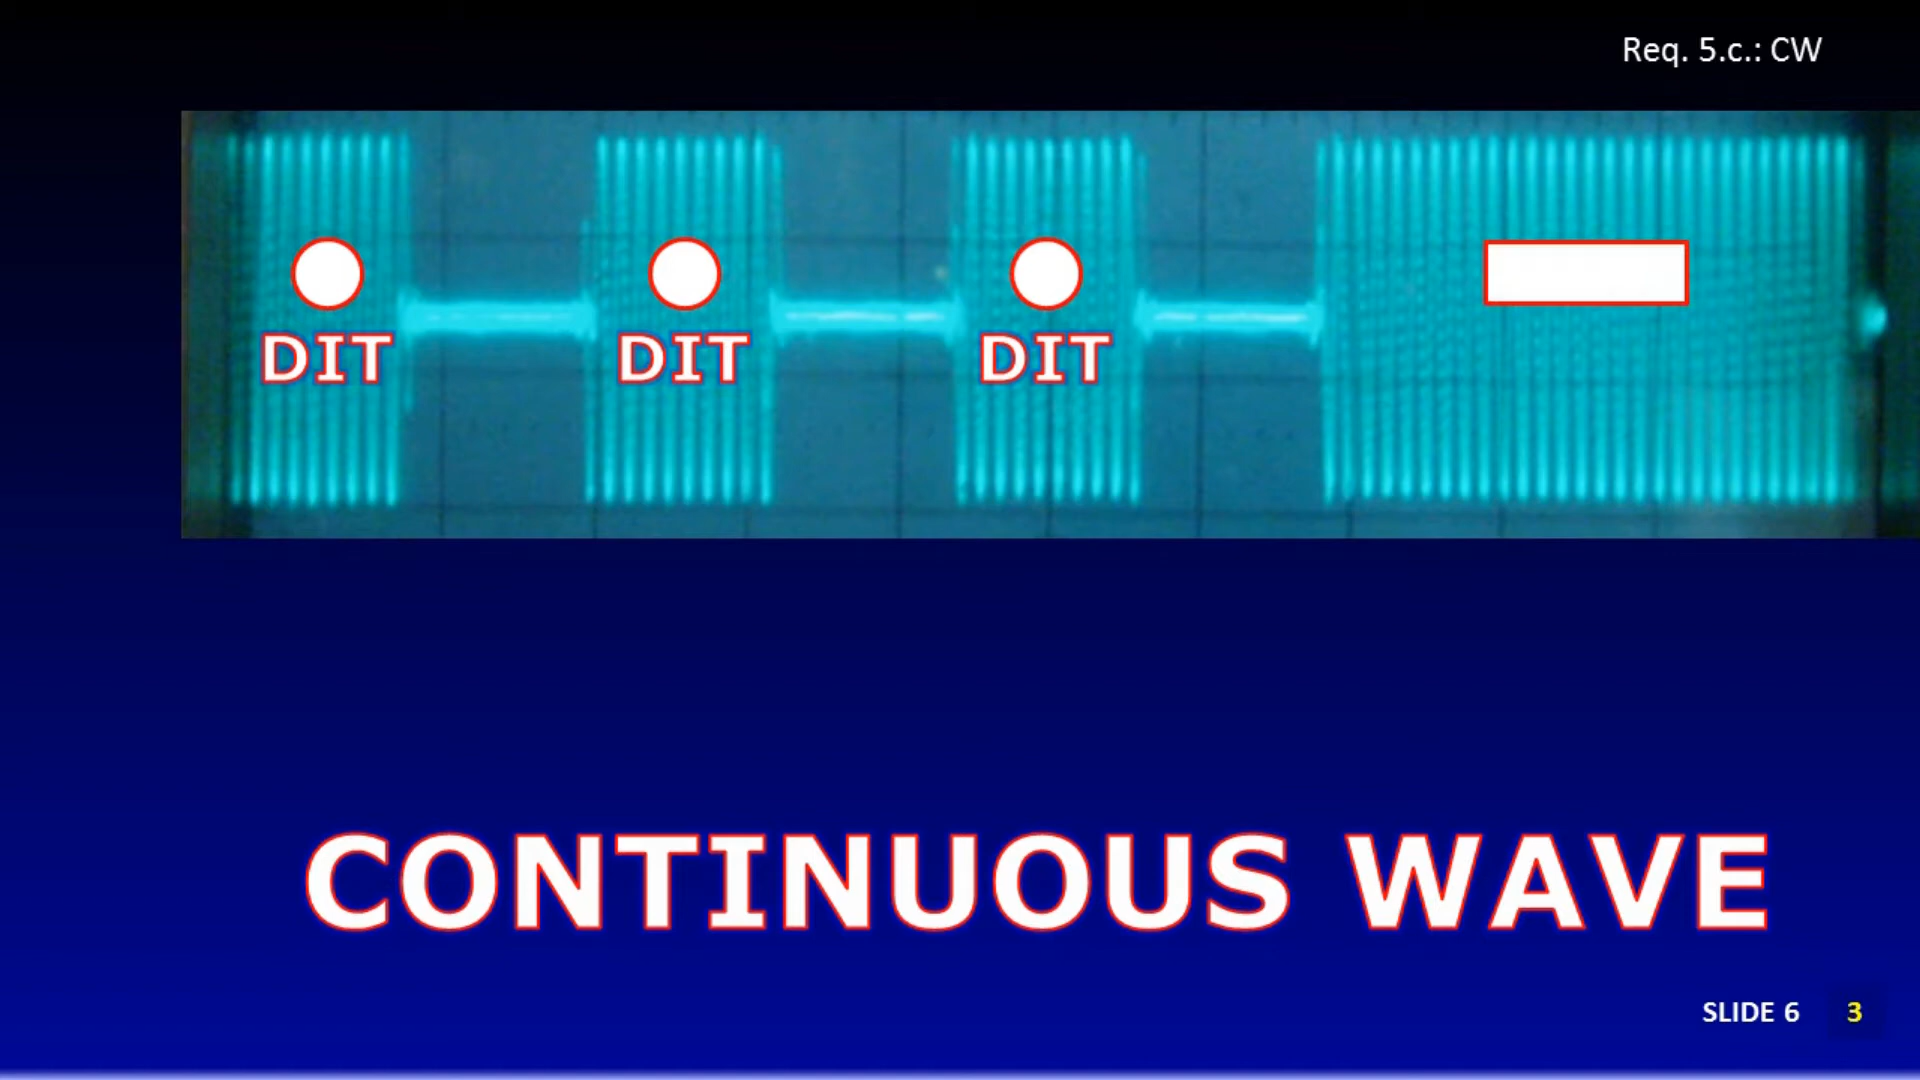 Req. 5.c.: CW
DIT DIT DIT
CONTINUOUS WAVE
SLIDE 6 3